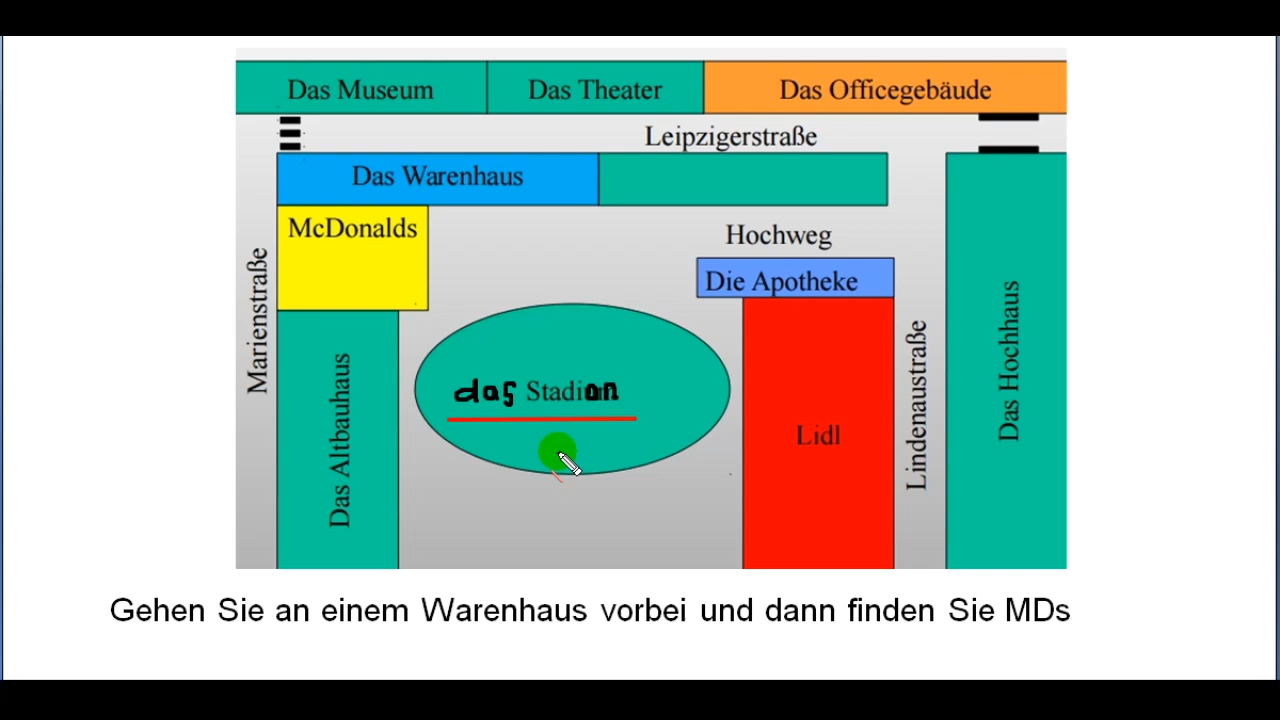 Das Museum
Das Theater
Das Officegebäude
Leipzigerstraße
Das Warenhaus
McDonalds
Hochweg
Die Apotheke
Marienstraße
das Stadion
Das Altbauhaus
Lidl
Lindenaustraße
Das Hochhaus
Gehen Sie an einem Warenhaus vorbei und dann finden Sie MDs